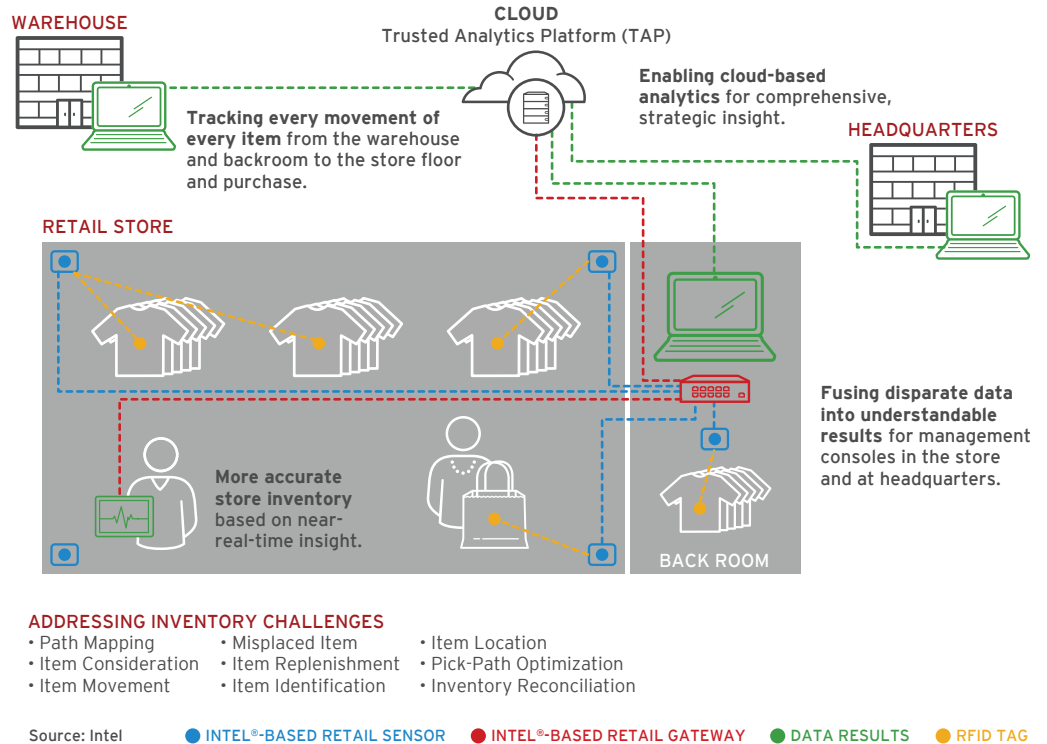 WAREHOUSE
CLOUD
Trusted Analytics Platform (TAP)
Tracking every movement of
every item from the warehouse
and backroom to the store floor
and purchase.
Enabling cloud-based
analytics for comprehensive,
strategic insight.
HEADQUARTERS
RETAIL STORE
More accurate
store inventory
based on near-
real-time insight.
BACK ROOM
Fusing disparate data
into understandable
results for management
consoles in the store
and at headquarters.
ADDRESSING INVENTORY CHALLENGES
• Path Mapping
• Item Consideration
• Item Movement
• Misplaced Item
• Item Replenishment
• Item Identification
• Item Location
• Pick-Path Optimization
• Inventory Reconciliation
Source: Intel
INTEL®-BASED RETAIL SENSOR
INTEL®-BASED RETAIL GATEWAY
DATA RESULTS
RFID TAG